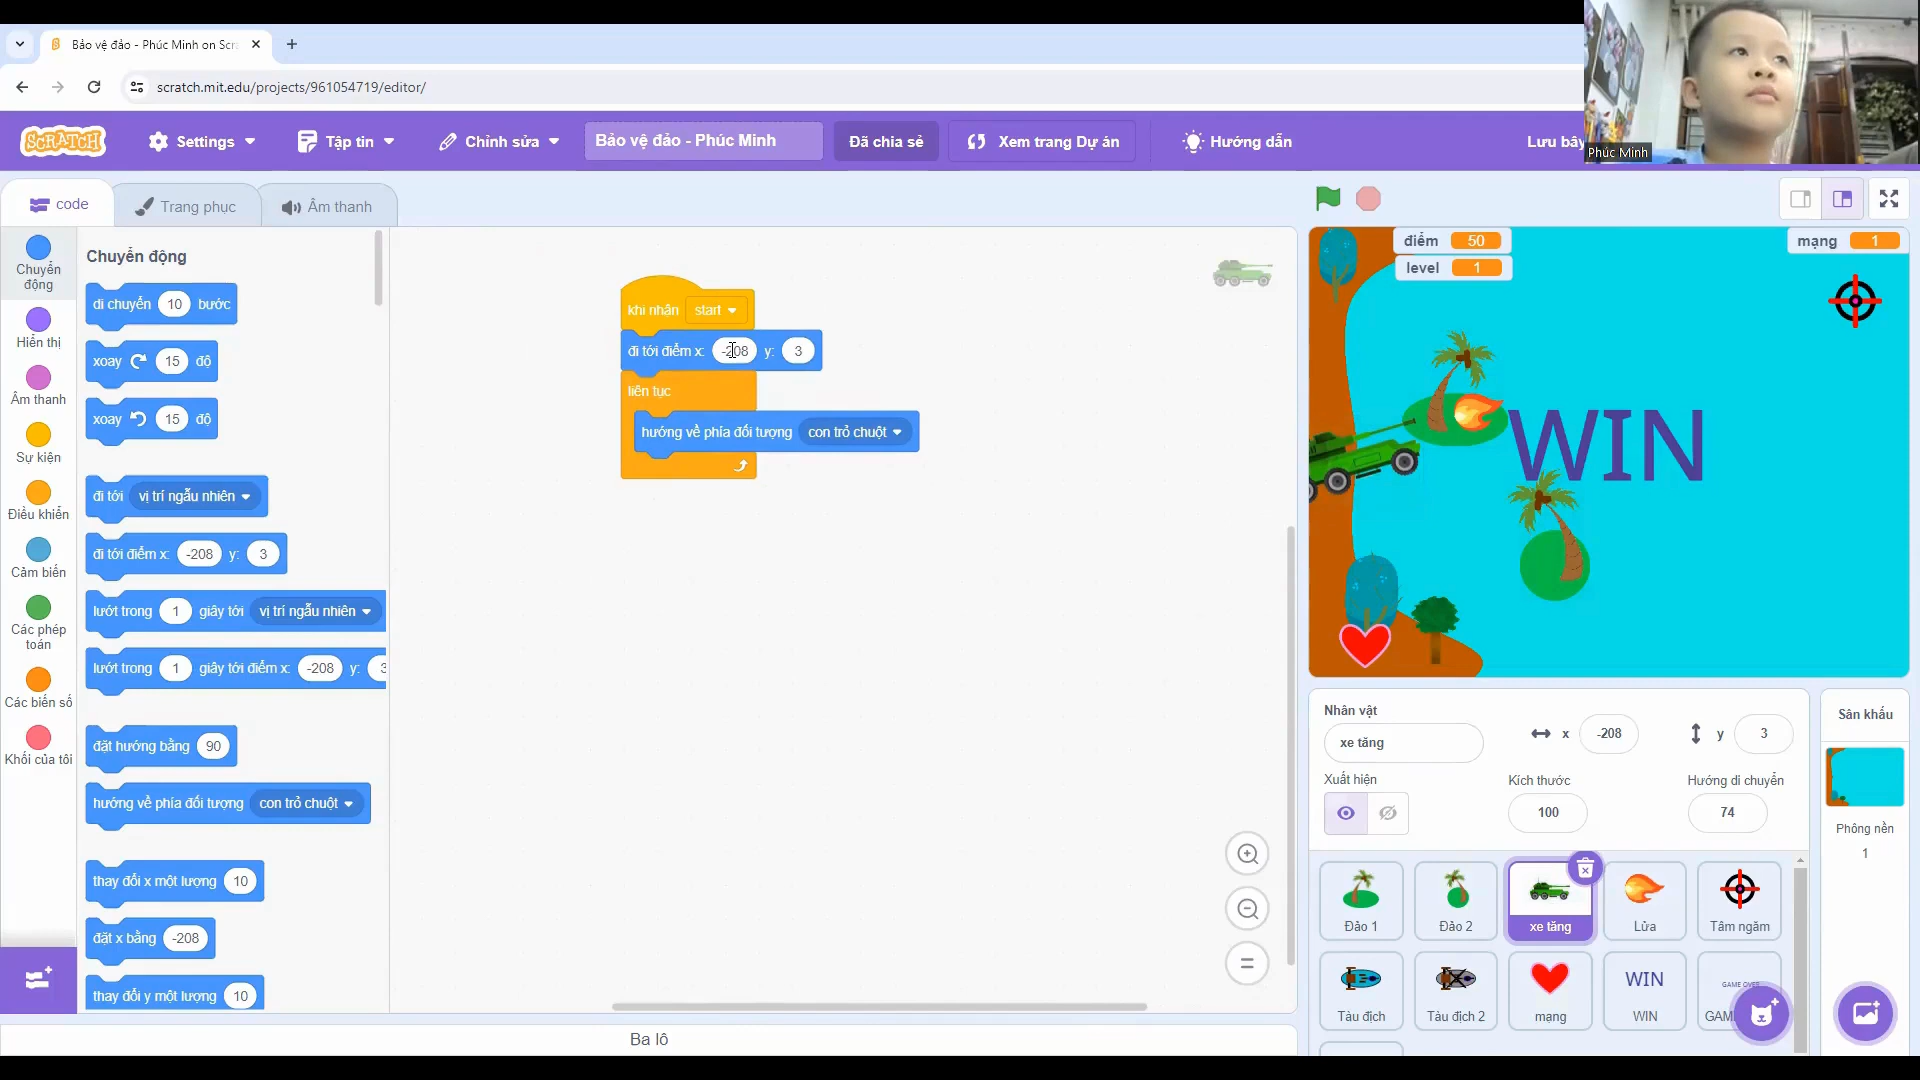 Bảo vệ đảo - Phúc Minh on Scra
scratch.mit.edu/projects/961054719/editor/
SCRATCH
Settings
Tập tin
Chỉnh sửa
Bảo vệ đảo - Phúc Minh
Đã chia sẻ
Xem trang Dự án
Hướng dẫn
Lưu bây
Phúc Minh
code
Trang phục
Âm thanh
Chuyển động
Hiển thị
Âm thanh
Sự kiện
Điều khiển
Cảm biến
Các phép toán
Các biến số
Khối của tôi
Chuyển động
di chuyển 10 bước
xoay 15 độ
xoay 15 độ
đi tới vị trí ngẫu nhiên
đi tới điểm x: -208 y: 3
lướt trong 1 giây tới vị trí ngẫu nhiên
lướt trong 1 giây tới điểm x: -208 y: 3
đặt hướng bằng 90
hướng về phía đối tượng con trỏ chuột
thay đổi x một lượng 10
đặt x bằng -208
thay đổi y một lượng 10
khi nhận start
đi tới điểm x: -208 y: 3
liên tục
hướng về phía đối tượng con trỏ chuột
điểm 50
level 1
mạng 1
WIN
Nhân vật
xe tăng
x -208
y 3
Xuất hiện
Kích thước
100
Hướng di chuyển
74
Sân khấu
Phông nền
1
Đảo 1
Đảo 2
xe tăng
Lửa
Tâm ngắm
Tàu địch
Tàu địch 2
mạng
WIN
WIN
GAME OVER
GAM
Ba lô